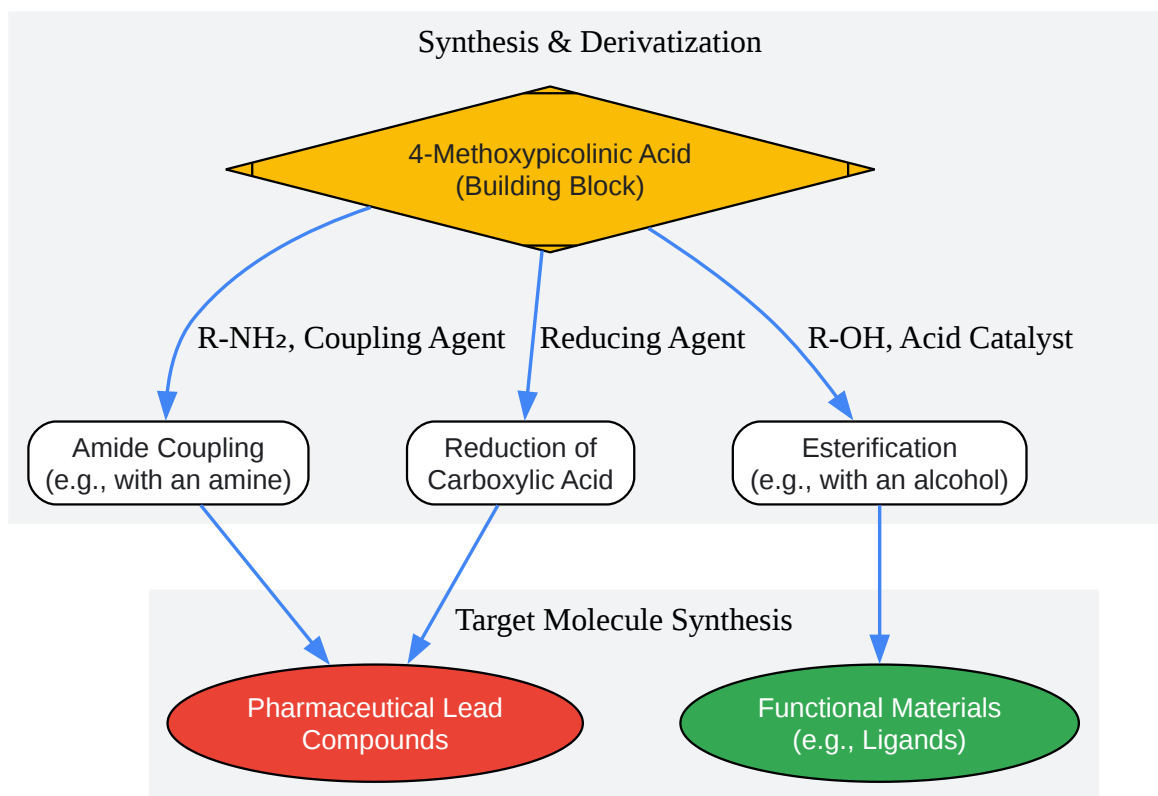 Synthesis & Derivatization
4-Methoxypicolinic Acid
(Building Block)
R-NH₂, Coupling Agent
Reducing Agent
R-OH, Acid Catalyst
Amide Coupling
(e.g., with an amine)
Reduction of
Carboxylic Acid
Esterification
(e.g., with an alcohol)
Target Molecule Synthesis
Pharmaceutical Lead
Compounds
Functional Materials
(e.g., Ligands)